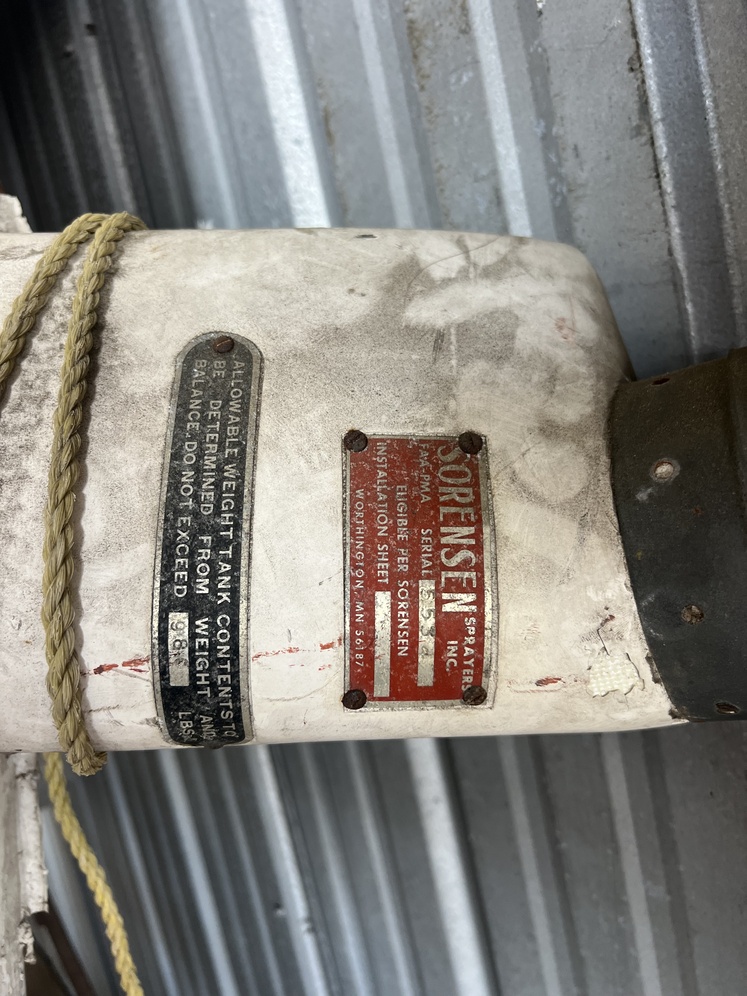 SORENSEN SPRAYERS INC.
FAA-PMA SERIAL
ELIGIBLE PER SORENSEN
INSTALLATION SHEET
WORTHINGTON, MN 56187
ALLOWABLE WEIGHT TANK CONTENTS TO
BE DETERMINED FROM WEIGHT AND
BALANCE. DO NOT EXCEED LBS.